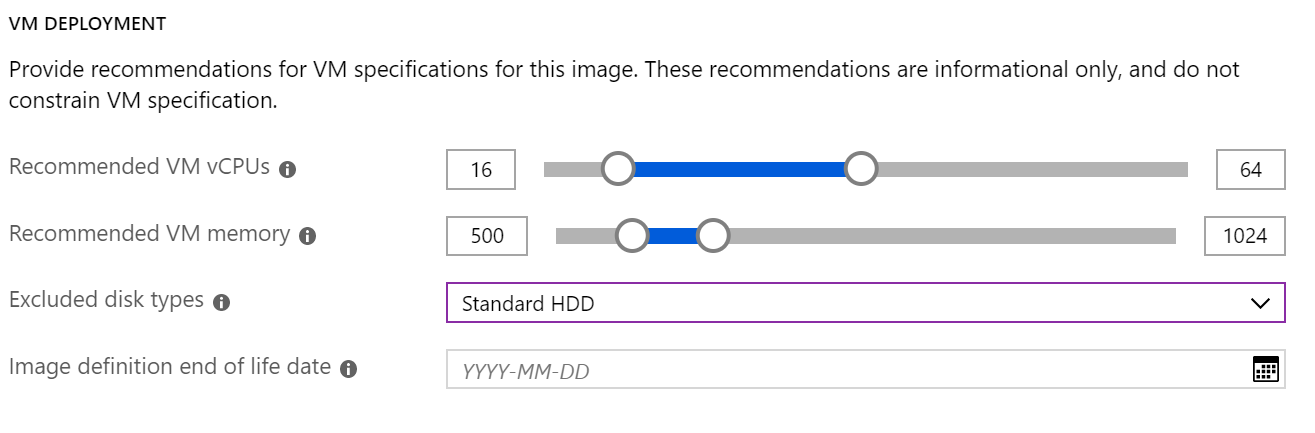 VM DEPLOYMENT
Provide recommendations for VM specifications for this image. These recommendations are informational only, and do not
constrain VM specification.
Recommended VM vCPUs 16 64
Recommended VM memory 500 1024
Excluded disk types Standard HDD
Image definition end of life date YYYY-MM-DD